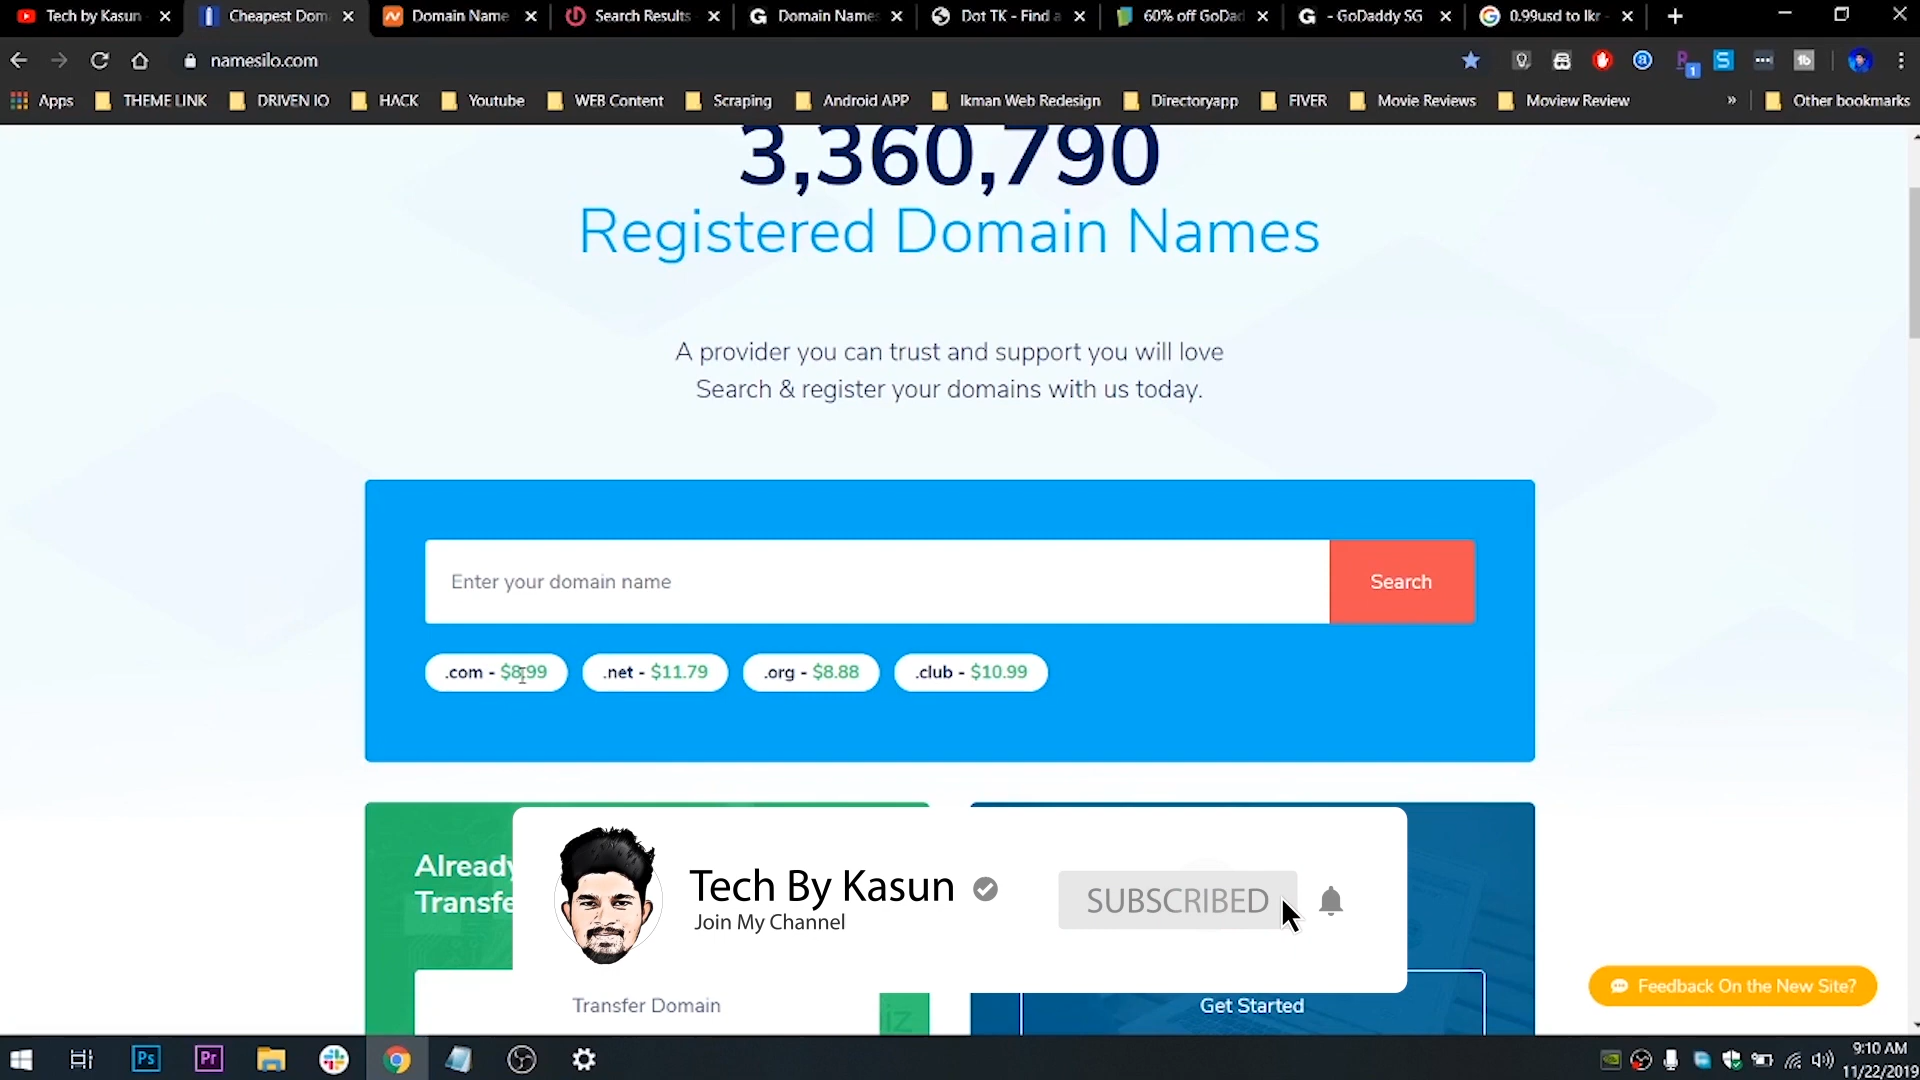 Tech by Kasun
Cheapest Dom
Domain Name
Search Results
Domain Names
Dot TK - Find a
60% off GoDad
- GoDaddy SG
0.99usd to lkr -
namesilo.com
Apps
THEME LINK
DRIVEN IO
HACK
Youtube
WEB Content
Scraping
Android APP
Ikman Web Redesign
Directoryapp
FIVER
Movie Reviews
Moview Review
»
Other bookmarks
3,360,790
Registered Domain Names
A provider you can trust and support you will love
Search & register your domains with us today.
Enter your domain name
Search
.com - $8.99
.net - $11.79
.org - $8.88
.club - $10.99
Already
Transfe
Tech By Kasun
Join My Channel
SUBSCRIBED
Transfer Domain
iz
Get Started
Feedback On the New Site?
Ps
Pr
9:10 AM
11/22/2019